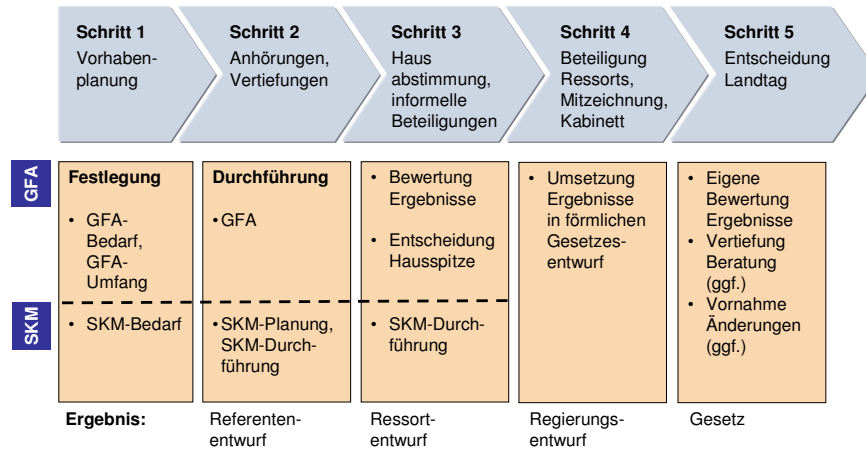 Schritt 1
Vorhaben-
planung
Schritt 2
Anhörungen,
Vertiefungen
Schritt 3
Haus
abstimmung,
informelle
Beteiligungen
Schritt 4
Beteiligung
Ressorts,
Mitzeichnung,
Kabinett
Schritt 5
Entscheidung
Landtag
GFA
Festlegung
• GFA-
Bedarf,
GFA-
Umfang
Durchführung
• GFA
• Bewertung
Ergebnisse
• Entscheidung
Hausspitze
• Umsetzung
Ergebnisse
in förmlichen
Gesetzes-
entwurf
• Eigene
Bewertung
Ergebnisse
• Vertiefung
Beratung
(ggf.)
• Vornahme
Änderungen
(ggf.)
SKM
• SKM-Bedarf
• SKM-Planung,
SKM-Durch-
führung
• SKM-Durch-
führung
Ergebnis:
Referenten-
entwurf
Ressort-
entwurf
Regierungs-
entwurf
Gesetz